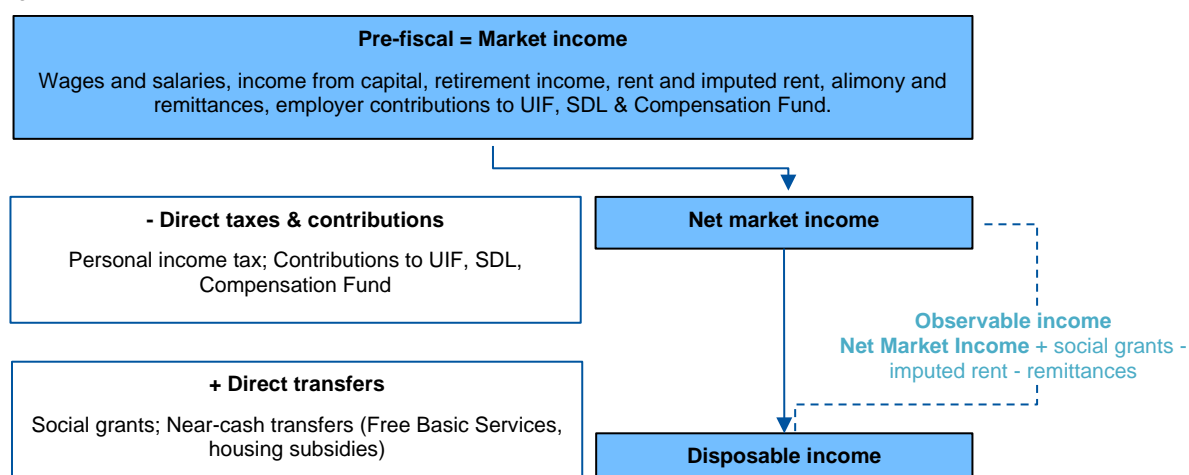 Pre-fiscal = Market income
Wages and salaries, income from capital, retirement income, rent and imputed rent, alimony and
remittances, employer contributions to UIF, SDL & Compensation Fund.
- Direct taxes & contributions
Personal income tax; Contributions to UIF, SDL,
Compensation Fund
Net market income
Observable income
Net Market Income + social grants -
imputed rent - remittances
+ Direct transfers
Social grants; Near-cash transfers (Free Basic Services,
housing subsidies)
Disposable income